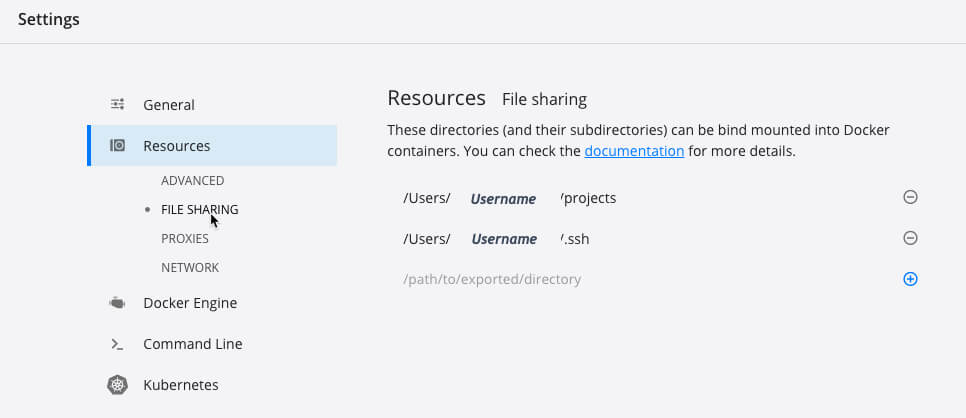 Settings
General
Resources
ADVANCED
FILE SHARING
PROXIES
NETWORK
Docker Engine
Command Line
Kubernetes
Resources File sharing
These directories (and their subdirectories) can be bind mounted into Docker
containers. You can check the documentation for more details.
/Users/ Username /projects
/Users/ Username /.ssh
/path/to/exported/directory